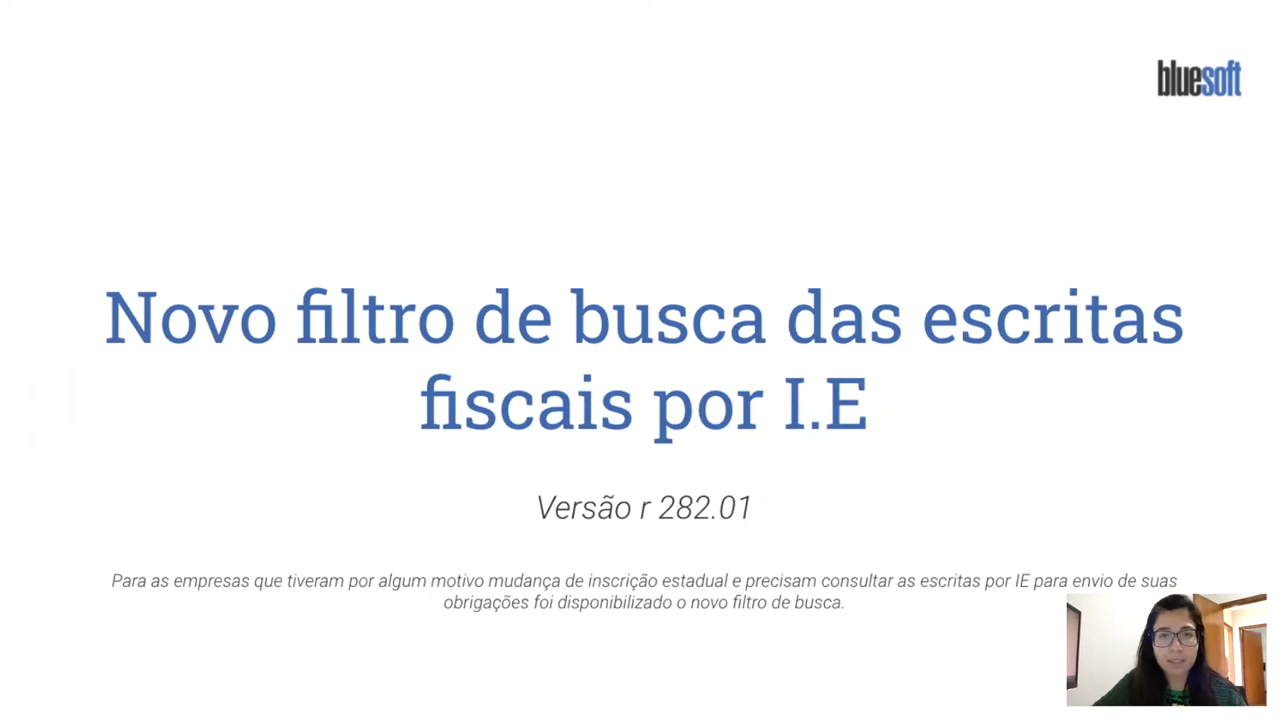 bluesoft
Novo filtro de busca das escritas
fiscais por I.E
Versão r 282.01
Para as empresas que tiveram por algum motivo mudança de inscrição estadual e precisam consultar as escritas por IE para envio de suas
obrigações foi disponibilizado o novo filtro de busca.